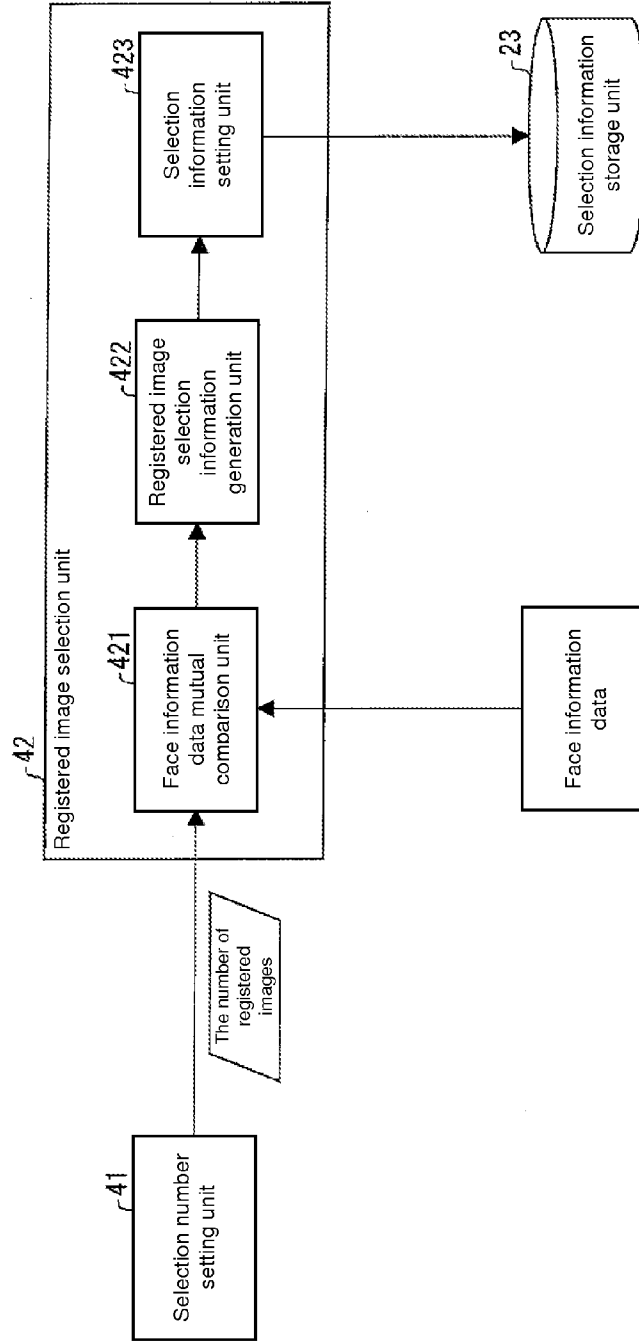 42
Registered image selection unit
41
Selection number
setting unit
The number of
registered
images
421
Face information
data mutual
comparison unit
422
Registered image
selection
information
generation unit
423
Selection
information
setting unit
Face information
data
23
Selection information
storage unit